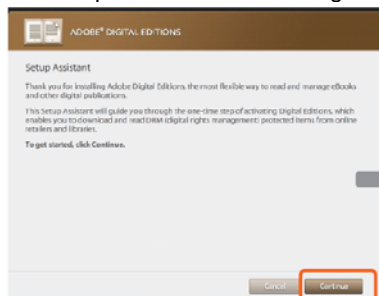 ADOBE® DIGITAL EDITIONS
Setup Assistant
Thank you for installing Adobe Digital Editions, the most flexible way to read and manage eBooks
and other digital publications.
This Setup Assistant will guide you through the one-time step of activating Digital Editions, which
enables you to download and read DRM (digital rights management) protected items from online
retailers and libraries.
To get started, click Continue.
Cancel Continue